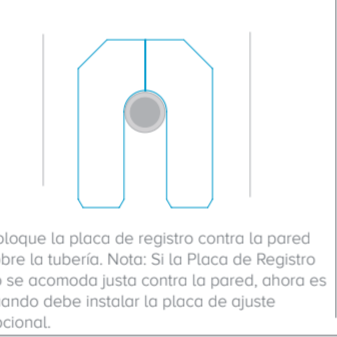 oloque la placa de registro contra la pared
bre la tubería. Nota: Si la Placa de Registro
o se acomoda justa contra la pared, ahora es
ando debe instalar la placa de ajuste
pcional.